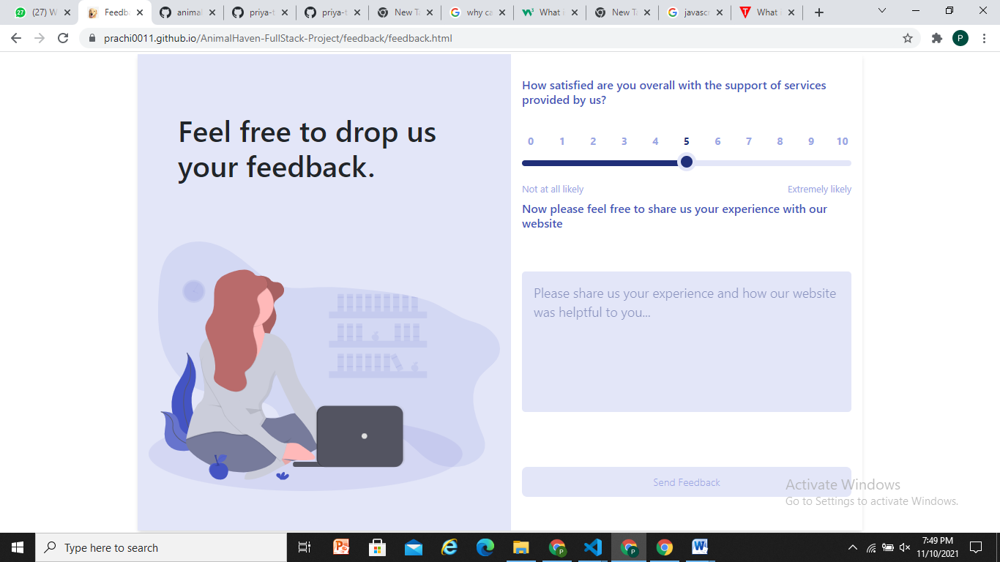 (27) W
Feedba
animal
priya-t
priya-t
New Ta
why ca
What i
New Ta
javascr
What i
prachi0011.github.io/AnimalHaven-FullStack-Project/feedback/feedback.html
P
Feel free to drop us
your feedback.
How satisfied are you overall with the support of services
provided by us?
0 1 2 3 4 5 6 7 8 9 10
Not at all likely Extremely likely
Now please feel free to share us your experience with our
website
Please share us your experience and how our website
was helptful to you...
Send Feedback
Activate Windows
Go to Settings to activate Windows.
Type here to search
7:49 PM
11/10/2021